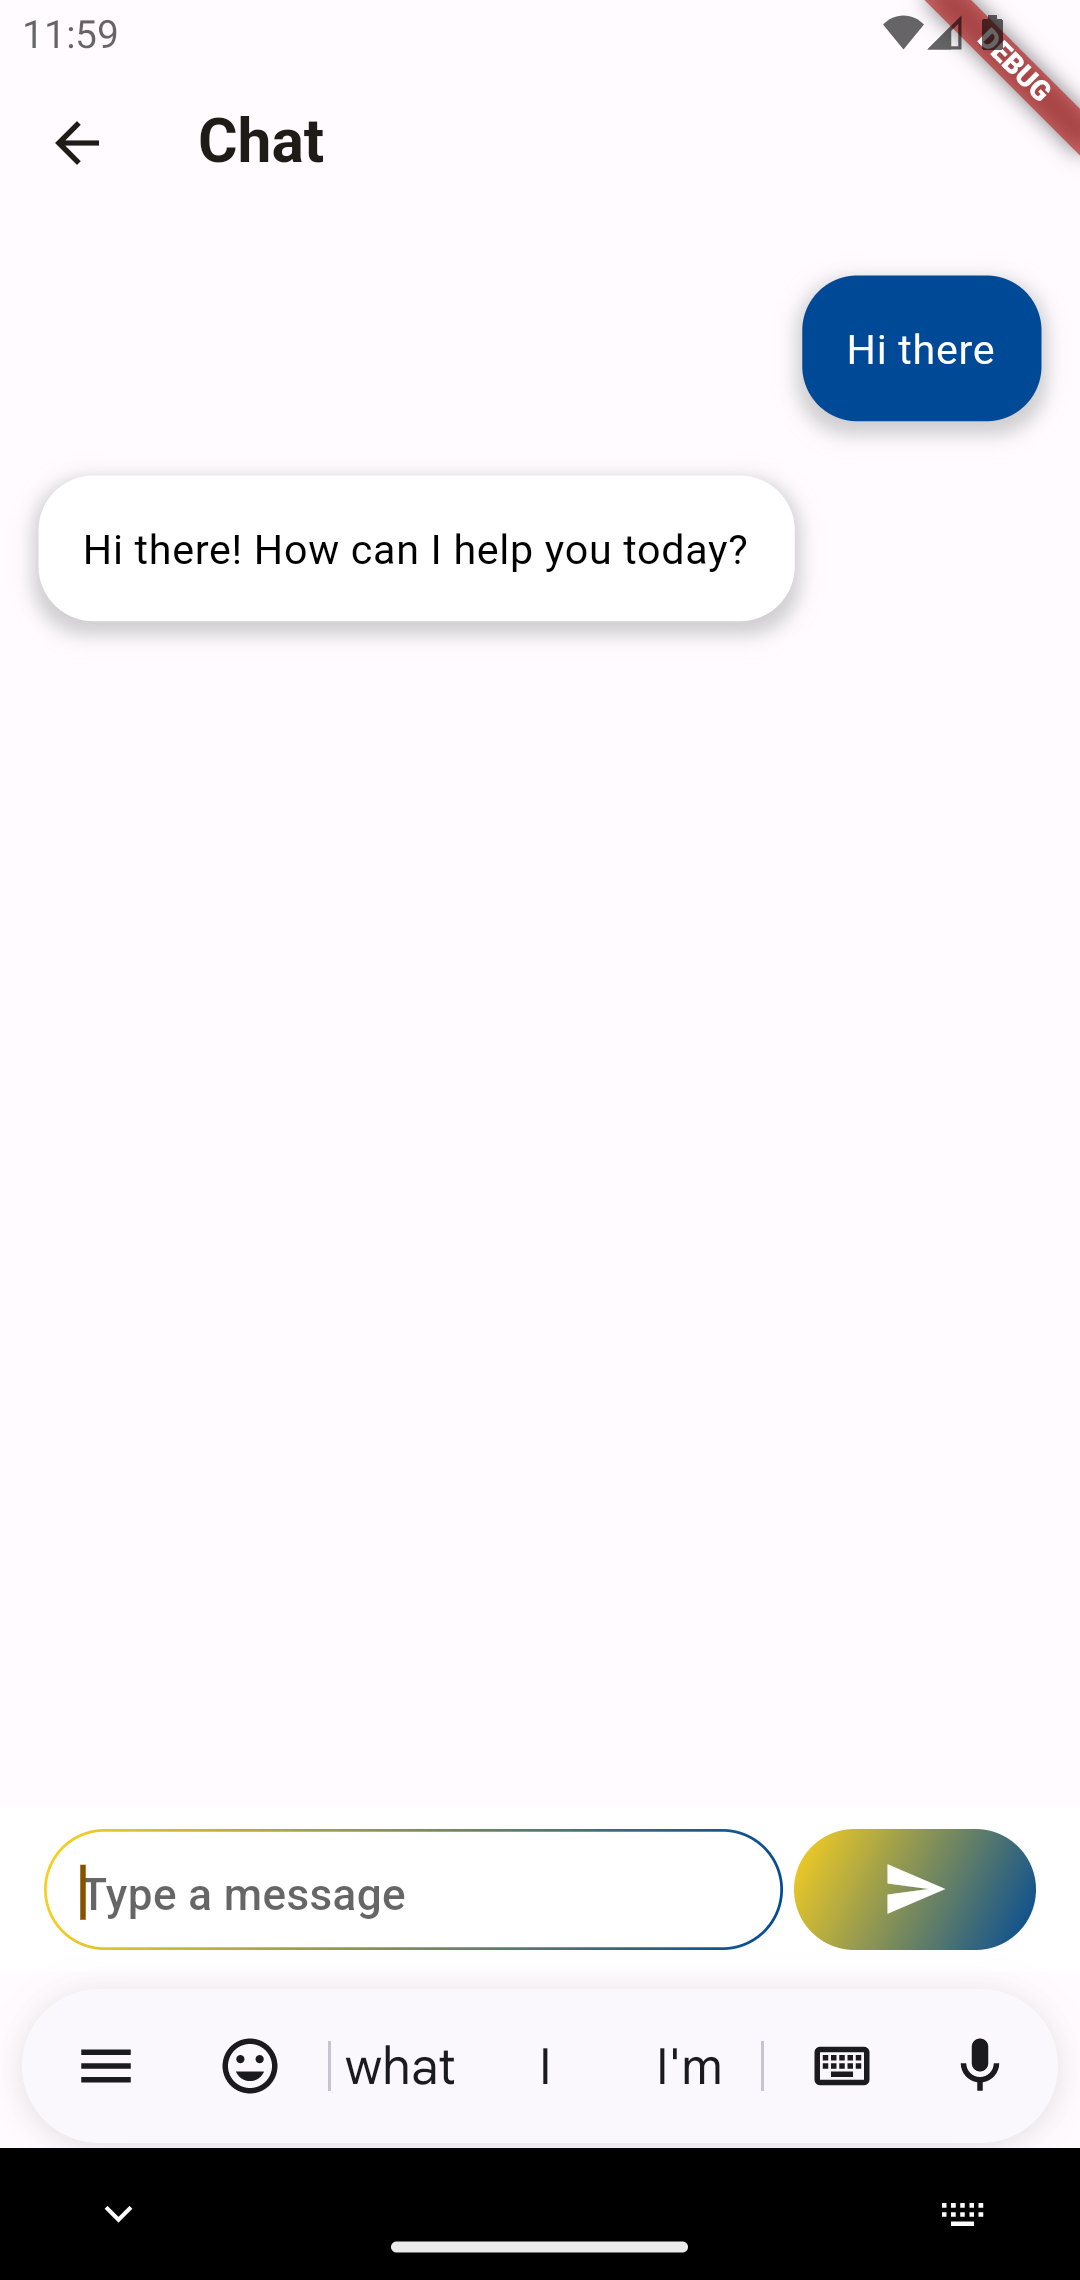 11:59
DEBUG
Chat
Hi there
Hi there! How can I help you today?
Type a message
what I I'm